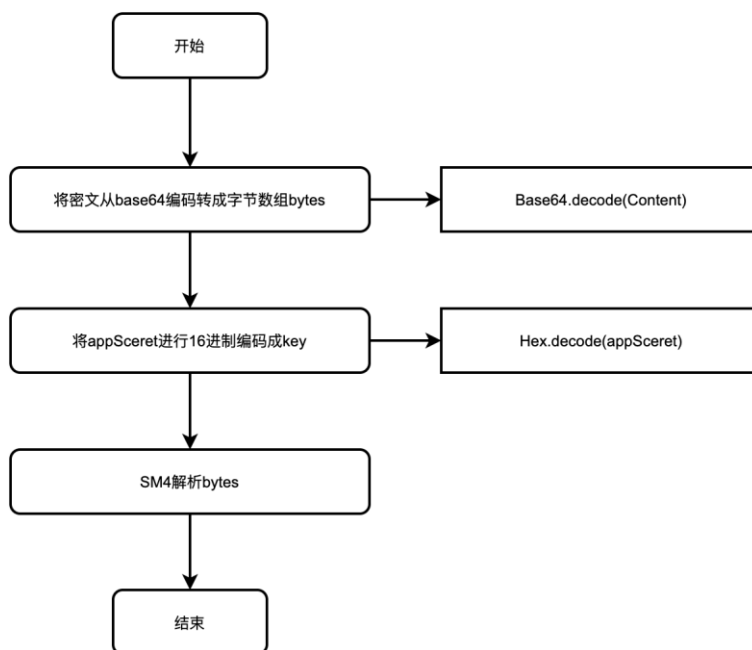 开始
将密文从base64编码转成字节数组bytes
Base64.decode(Content)
将appSceret进行16进制编码成key
Hex.decode(appSceret)
SM4解析bytes
结束